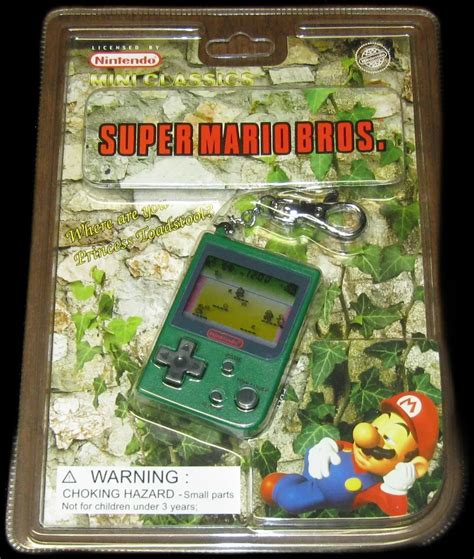 LICENSED BY
Nintendo
MINI CLASSICS
SUPER MARIO BROS.
Where are you
Princess Toadstool?
Nintendo
M
WARNING :
CHOKING HAZARD - Small parts
Not for children under 3 years;